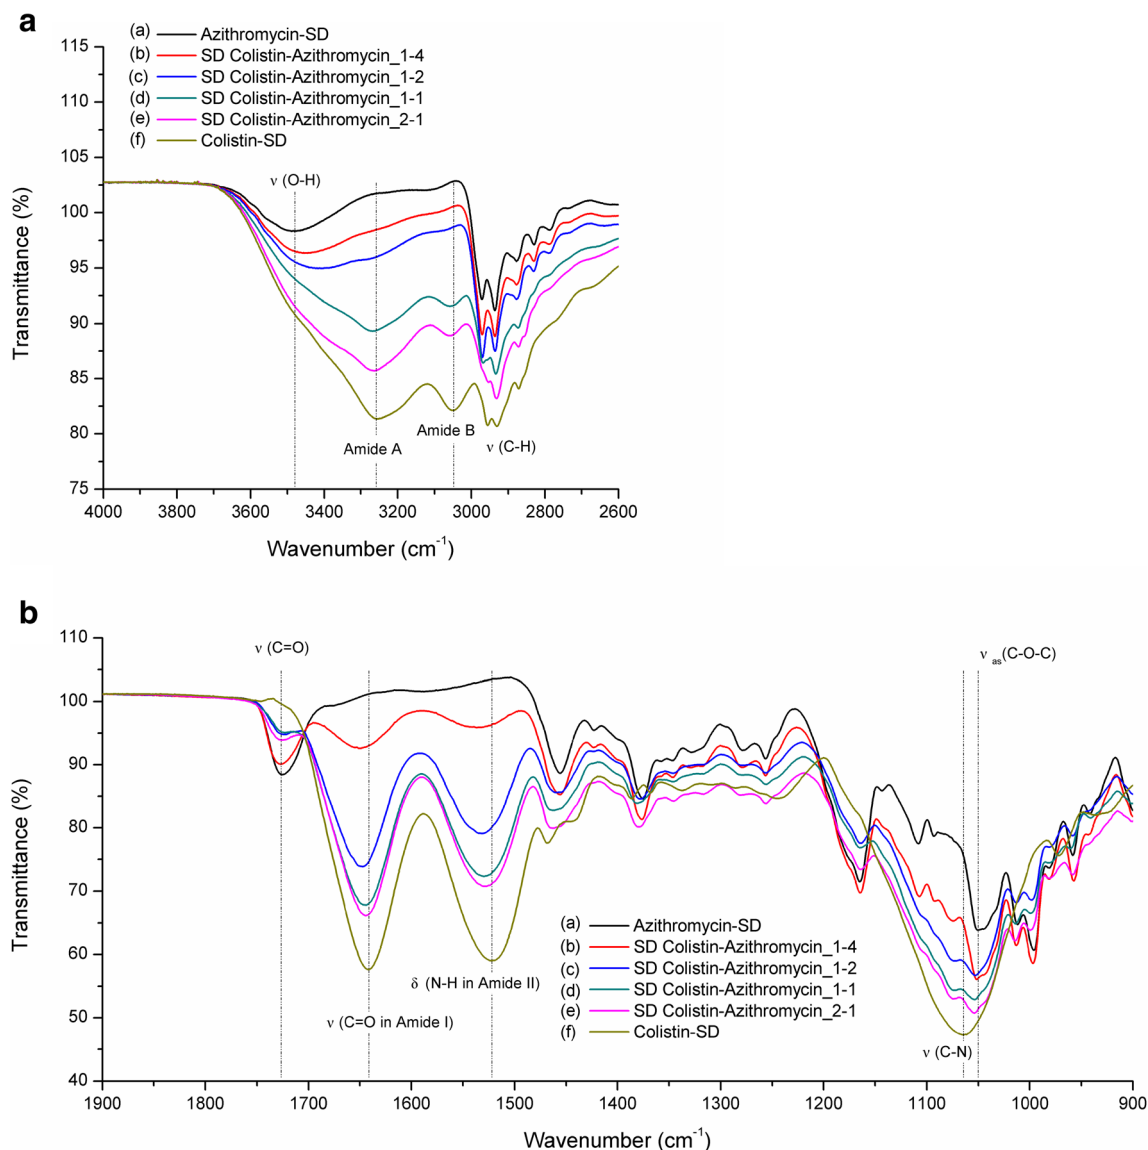 a
(a) Azithromycin-SD
(b) SD Colistin-Azithromycin_1-4
(c) SD Colistin-Azithromycin_1-2
(d) SD Colistin-Azithromycin_1-1
(e) SD Colistin-Azithromycin_2-1
(f) Colistin-SD
115
110
105
100
95
90
85
80
75
Transmittance (%)
ν (O-H)
Amide A
Amide B
ν (C-H)
4000 3800 3600 3400 3200 3000 2800 2600
Wavenumber (cm⁻¹)
b
110
100
90
80
70
60
50
40
Transmittance (%)
ν (C=O)
ν as(C-O-C)
(a) Azithromycin-SD
(b) SD Colistin-Azithromycin_1-4
(c) SD Colistin-Azithromycin_1-2
(d) SD Colistin-Azithromycin_1-1
(e) SD Colistin-Azithromycin_2-1
(f) Colistin-SD
δ (N-H in Amide II)
ν (C=O in Amide I)
ν (C-N)
1900 1800 1700 1600 1500 1400 1300 1200 1100 1000 900
Wavenumber (cm⁻¹)